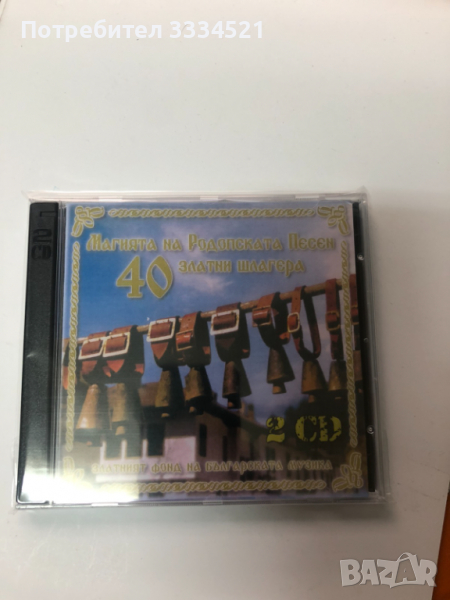 Потребител 3334521
Магията на Родопската Песен
40 златни шлагера
2 CD
златният фонд на българската музика
BAZAR